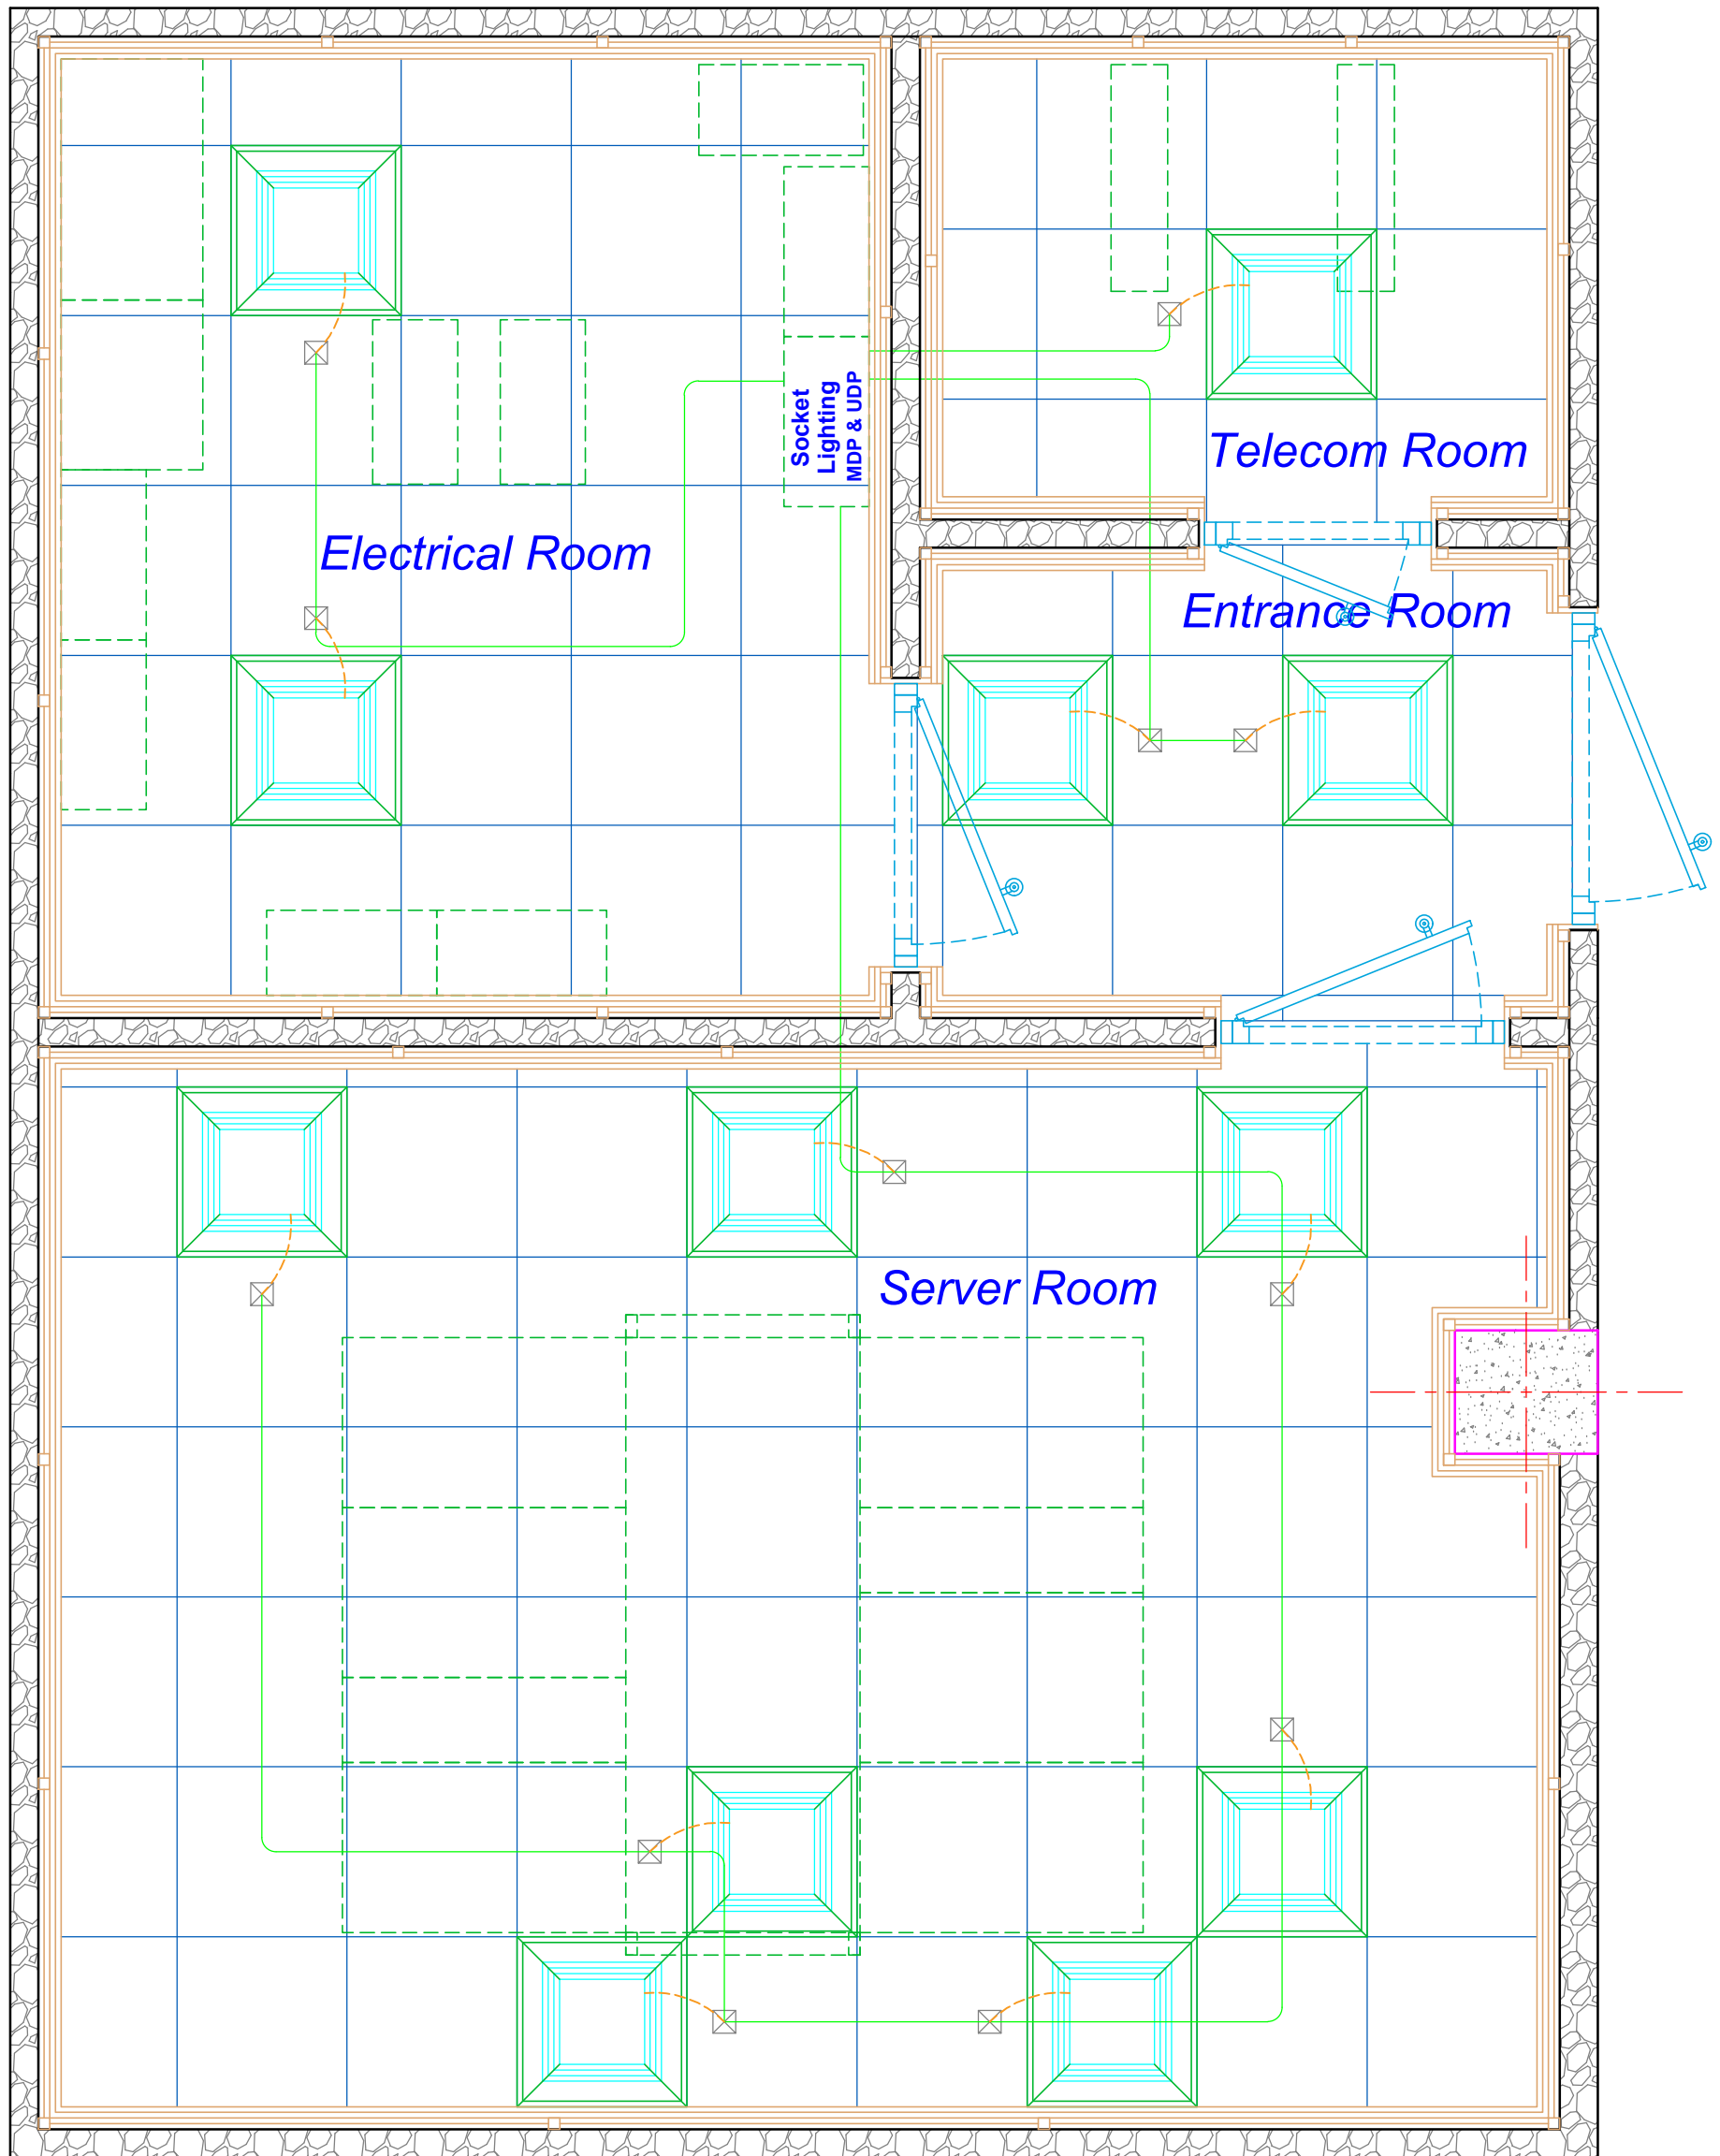 Socket
Lighting
MDP & UDP
Telecom Room
Electrical Room
Entrance Room
Server Room